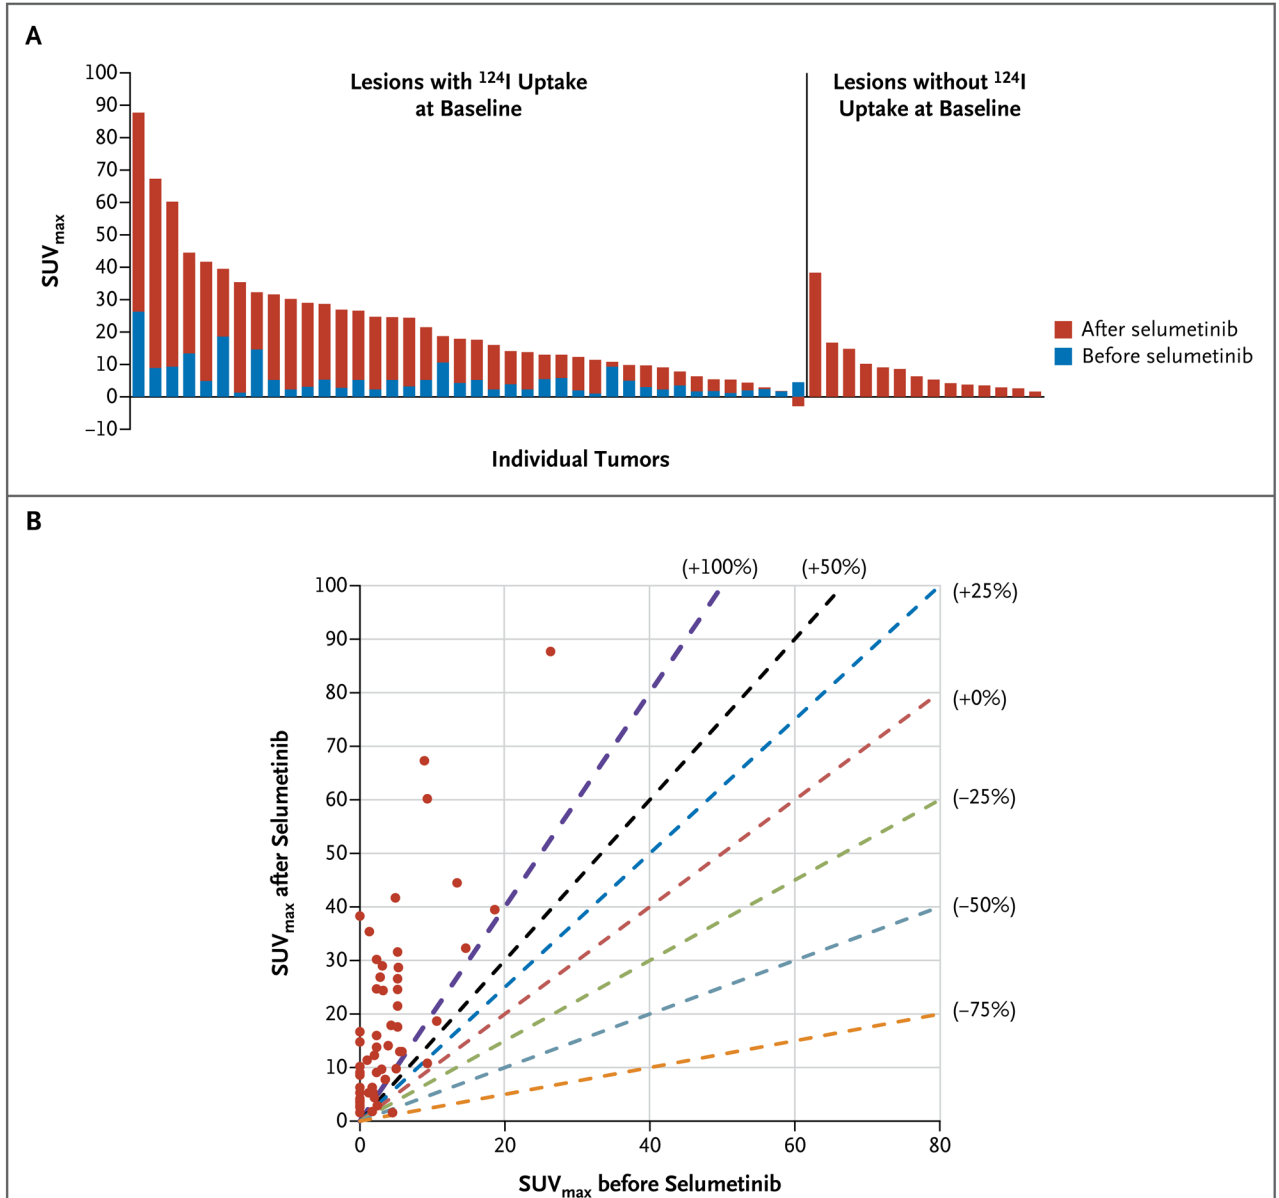 A
Lesions with ¹²⁴I Uptake
at Baseline
Lesions without ¹²⁴I
Uptake at Baseline
100
90
80
70
60
50
40
30
20
10
0
−10
SUVmax
After selumetinib
Before selumetinib
Individual Tumors
B
(+100%)
(+50%)
(+25%)
(+0%)
(−25%)
(−50%)
(−75%)
100
90
80
70
60
50
40
30
20
10
0
SUVmax after Selumetinib
0
20
40
60
80
SUVmax before Selumetinib